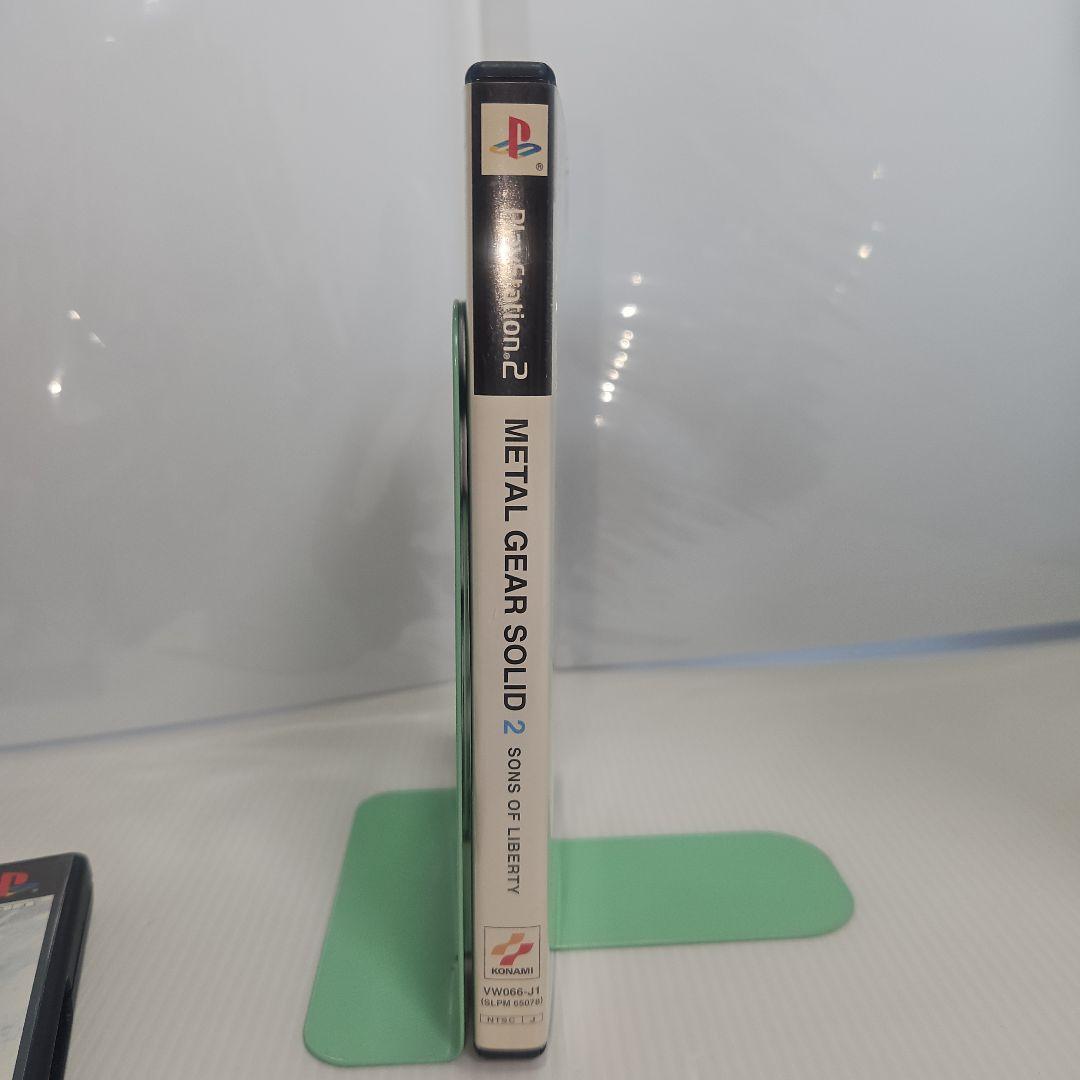 PlayStation®2
METAL GEAR SOLID 2 SONS OF LIBERTY
KONAMI
VW066-J1
(SLPM 65078)
NTSC J